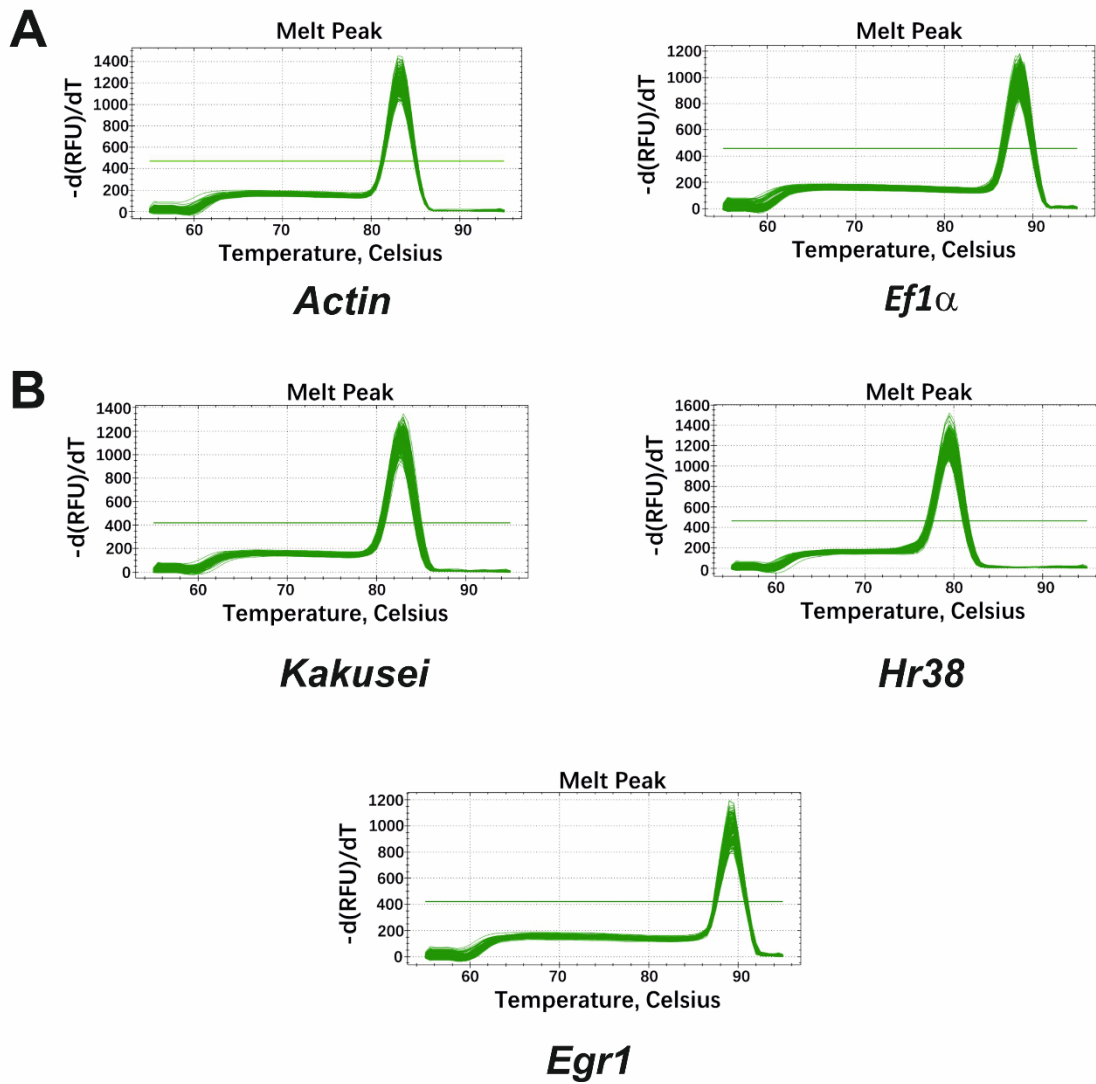 A
Melt Peak
-d(RFU)/dT
1400
1200
1000
800
600
400
200
0
60 70 80 90
Temperature, Celsius
Actin
Melt Peak
-d(RFU)/dT
1200
1000
800
600
400
200
0
60 70 80 90
Temperature, Celsius
Ef1α
B
Melt Peak
-d(RFU)/dT
1400
1200
1000
800
600
400
200
0
60 70 80 90
Temperature, Celsius
Kakusei
Melt Peak
-d(RFU)/dT
1600
1400
1200
1000
800
600
400
200
0
60 70 80 90
Temperature, Celsius
Hr38
Melt Peak
-d(RFU)/dT
1200
1000
800
600
400
200
0
60 70 80 90
Temperature, Celsius
Egr1